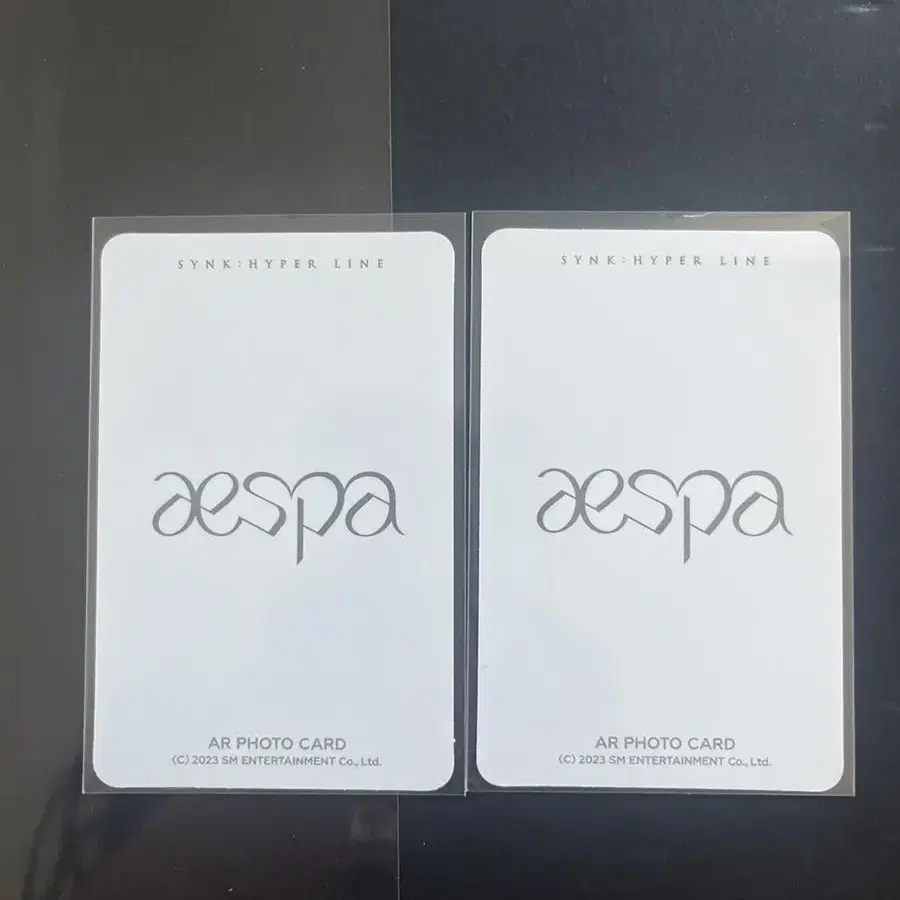 SYNK:HYPER LINE
aespa
AR PHOTO CARD
(C) 2023 SM ENTERTAINMENT Co., Ltd.
SYNK:HYPER LINE
aespa
AR PHOTO CARD
(C) 2023 SM ENTERTAINMENT Co., Ltd.